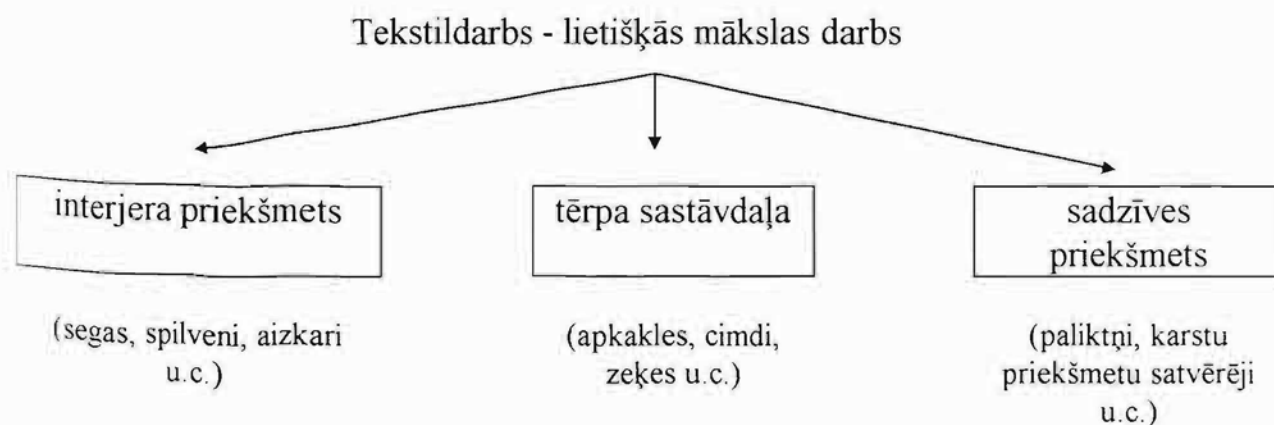 Tekstildarbs - lietišķās mākslas darbs
interjera priekšmets
(segas, spilveni, aizkari
u.c.)
tērpa sastāvdaļa
(apkakles, cimdi,
zeķes u.c.)
sadzīves
priekšmets
(paliktņi, karstu
priekšmetu satvērēji
u.c.)